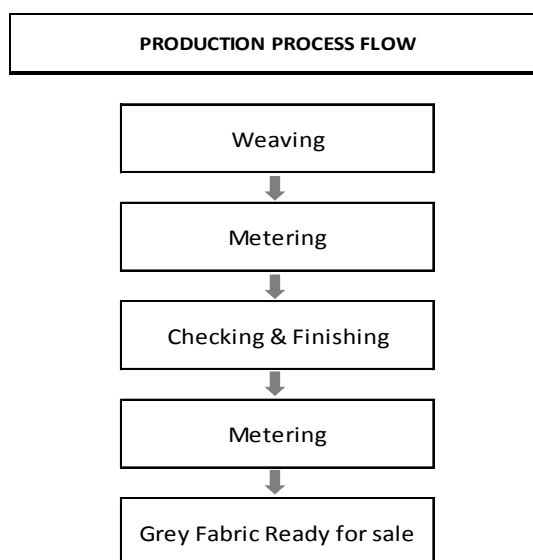 PRODUCTION PROCESS FLOW
Weaving
Metering
Checking & Finishing
Metering
Grey Fabric Ready for sale